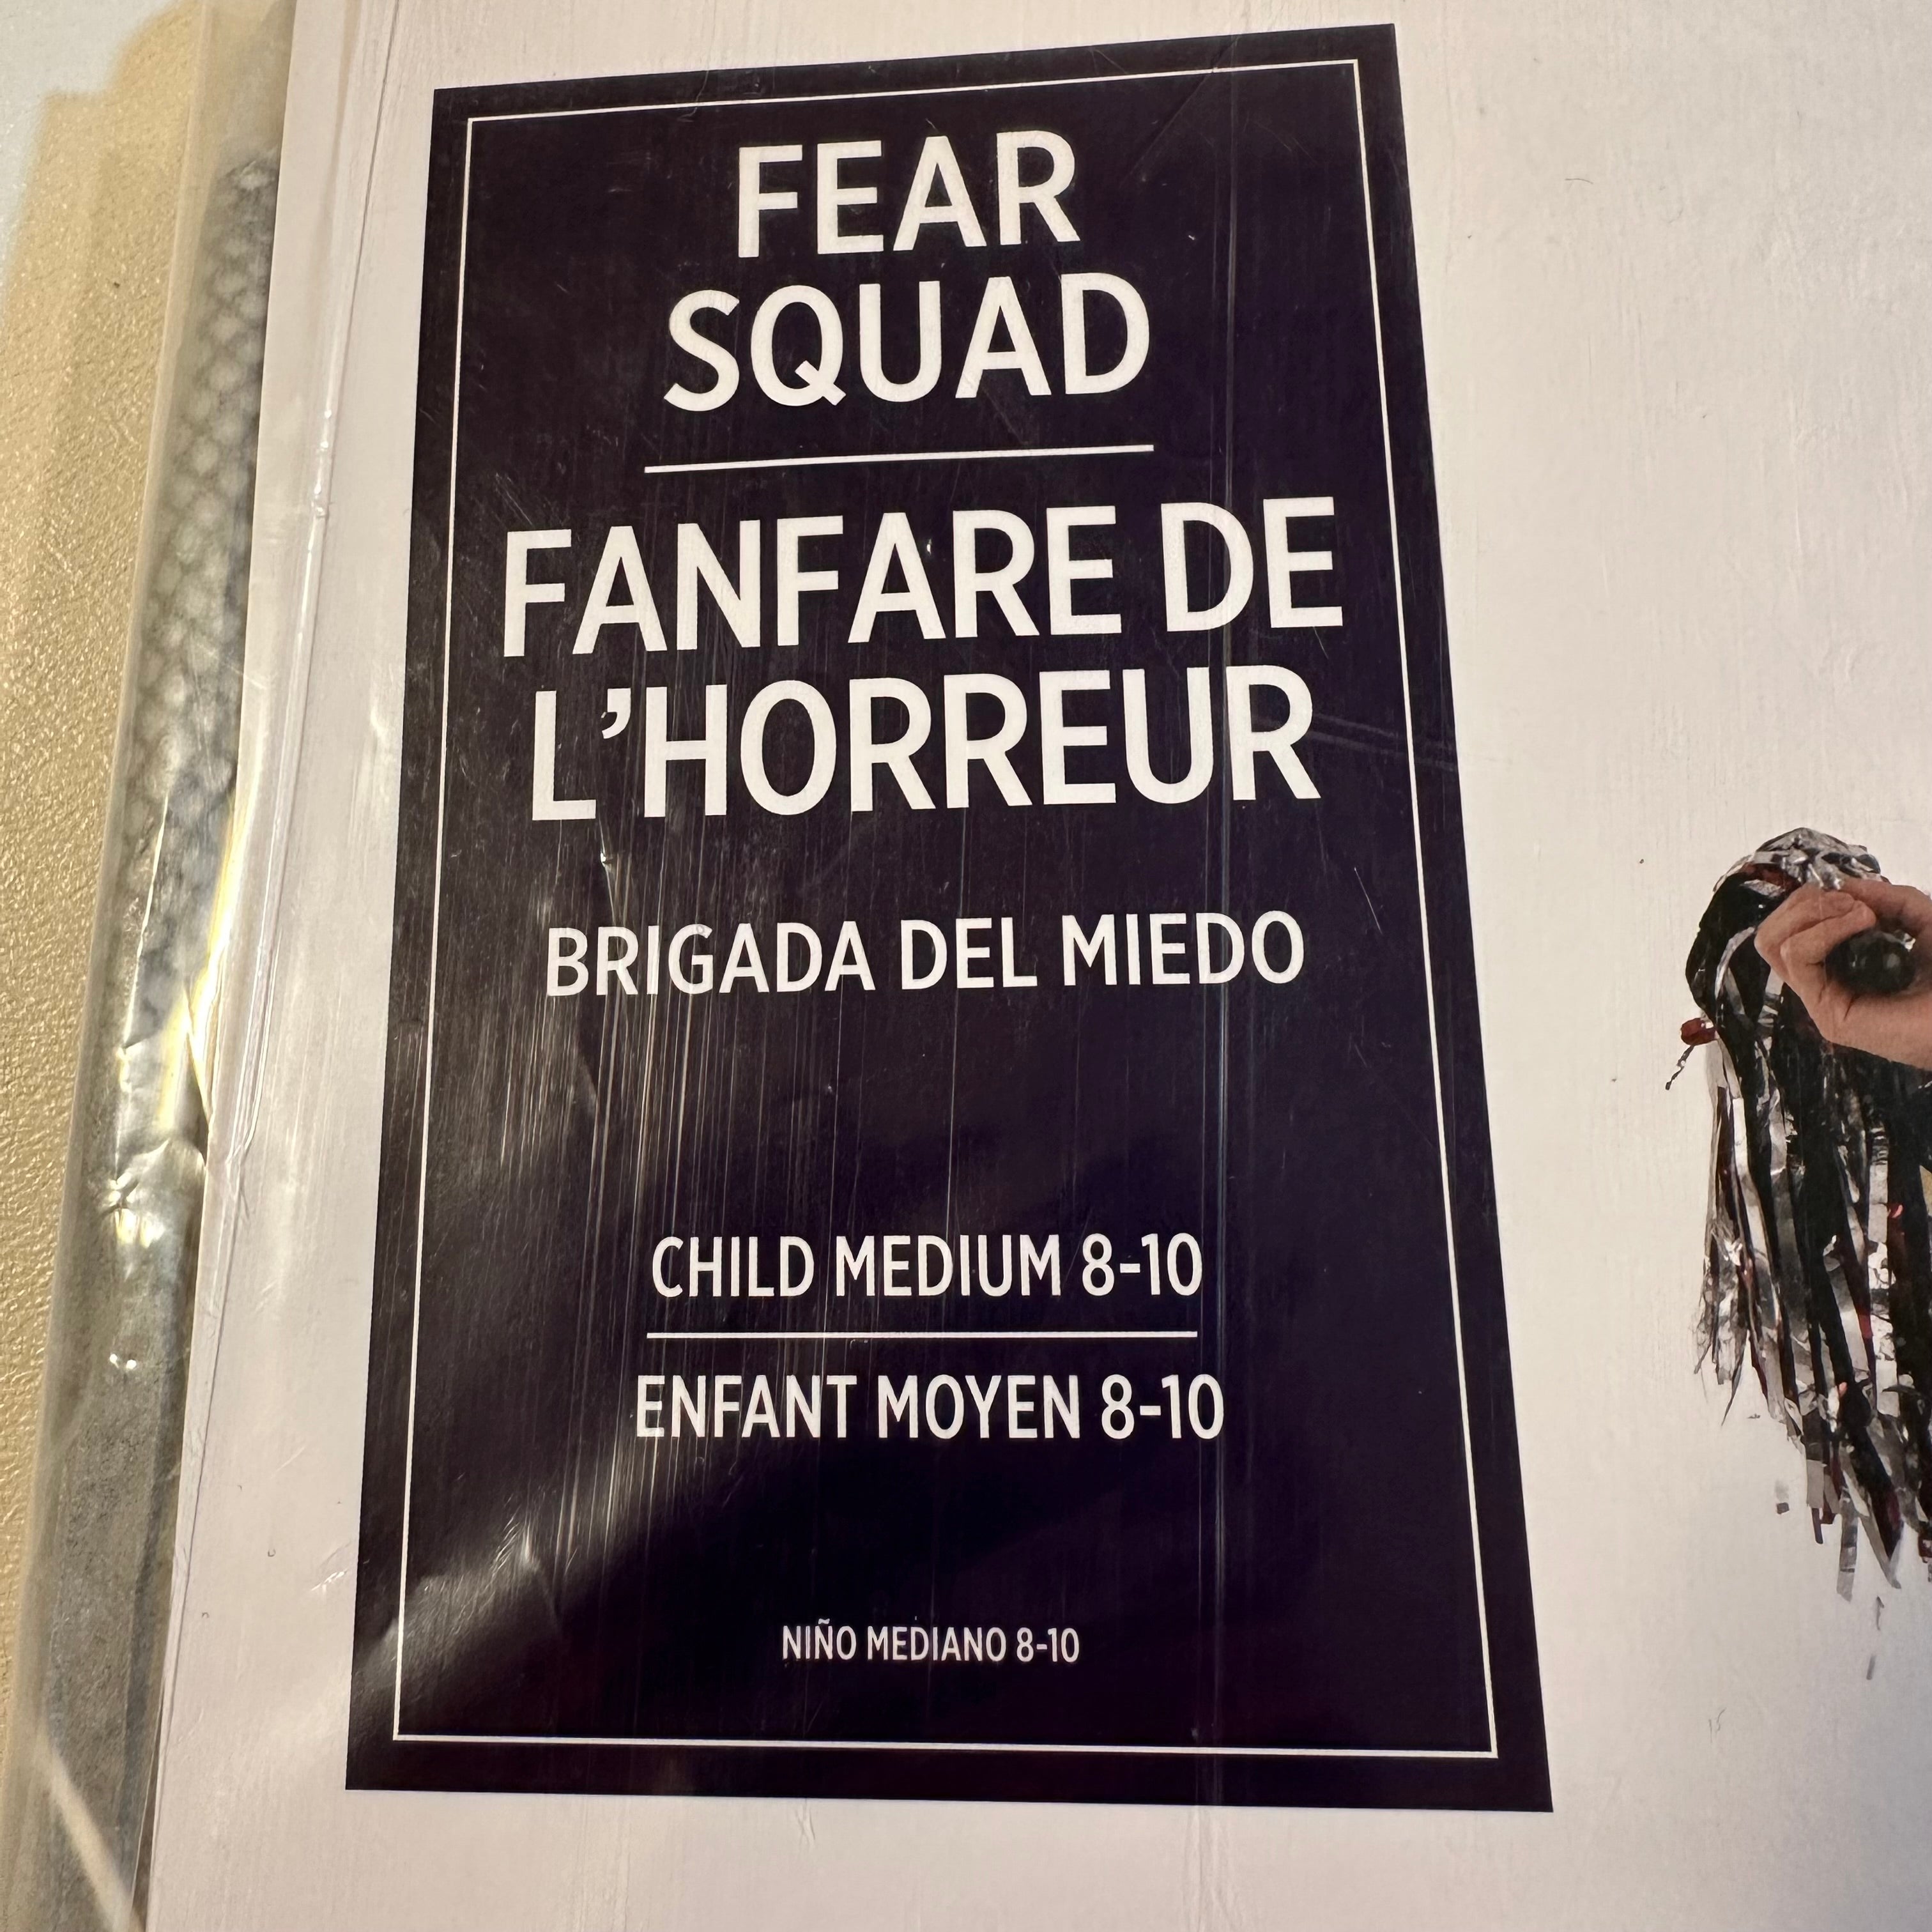 FEAR
SQUAD
FANFARE DE
L’HORREUR
BRIGADA DEL MIEDO
CHILD MEDIUM 8-10
ENFANT MOYEN 8-10
NIÑO MEDIANO 8-10